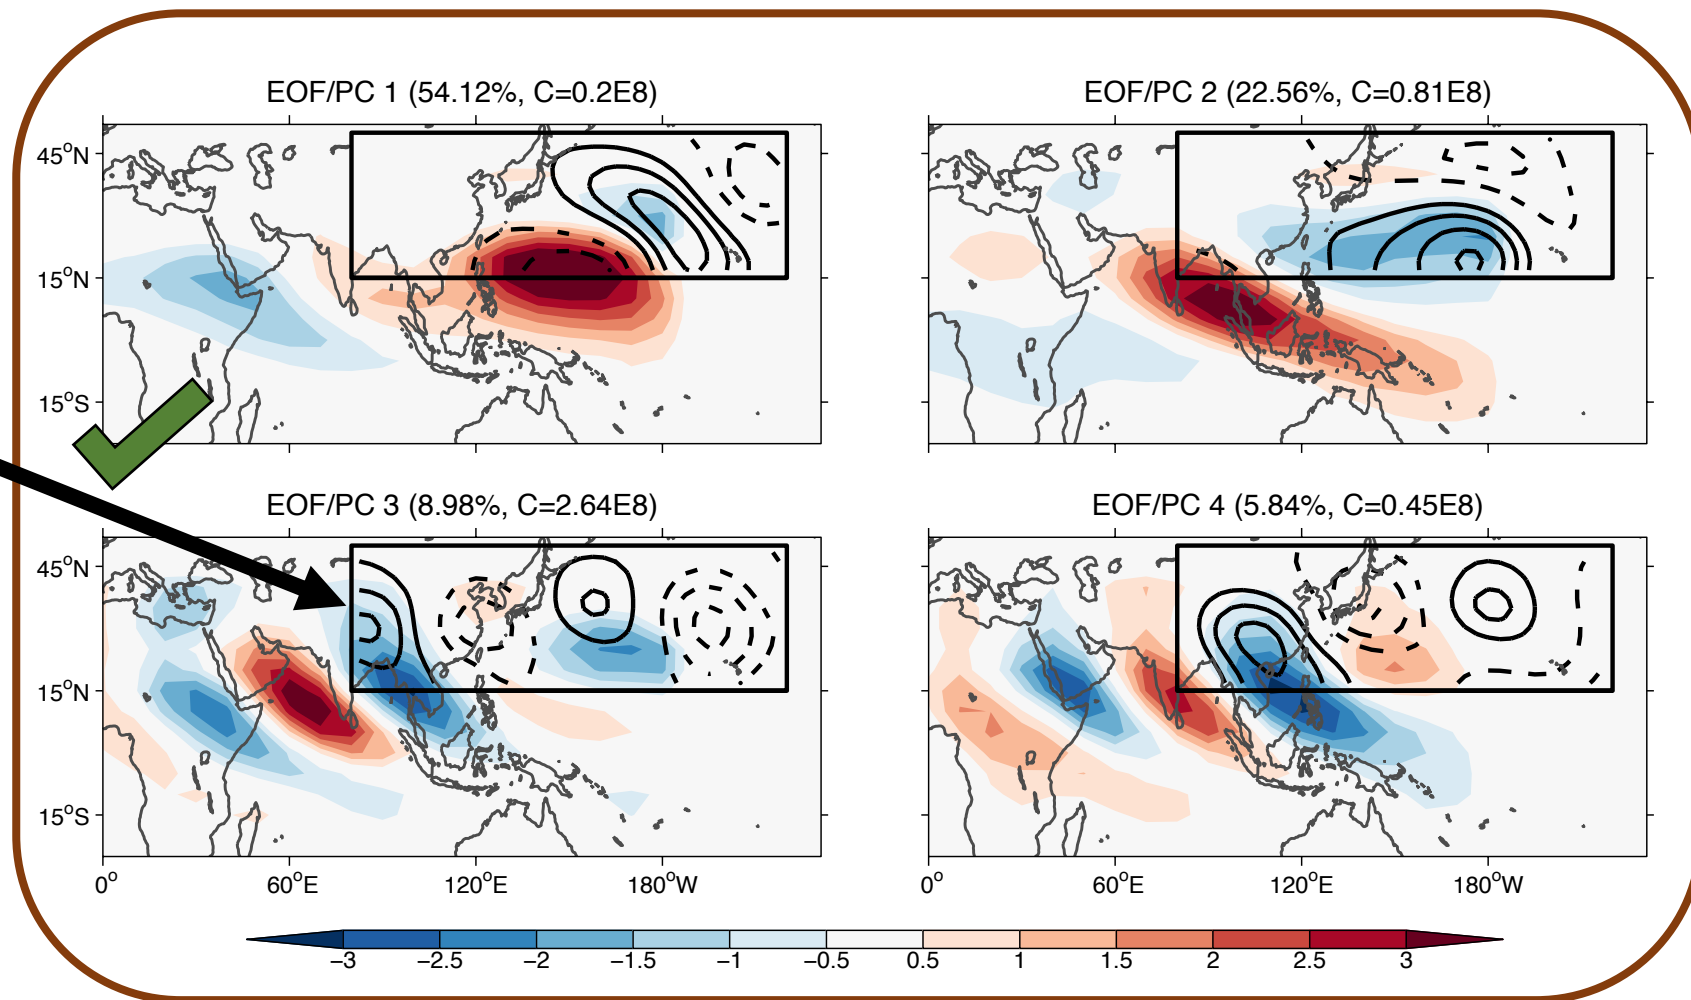 EOF/PC 1 (54.12%, C=0.2E8)
EOF/PC 2 (22.56%, C=0.81E8)
45°N
15°N
15°S
45°N
15°N
15°S
EOF/PC 3 (8.98%, C=2.64E8)
EOF/PC 4 (5.84%, C=0.45E8)
0° 60°E 120°E 180°W
0° 60°E 120°E 180°W
−3 −2.5 −2 −1.5 −1 −0.5 0.5 1 1.5 2 2.5 3